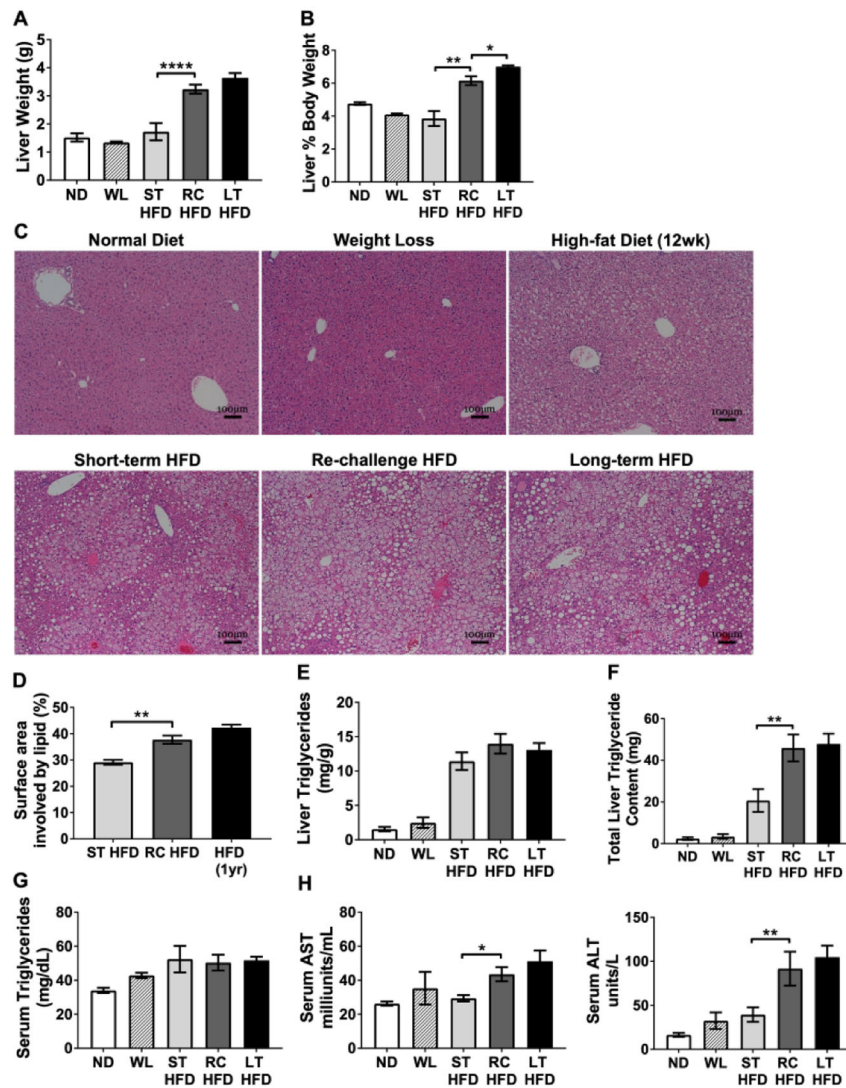 A
Liver Weight (g)
5
4
3
2
1
0
****
ND
WL
ST
HFD
RC
HFD
LT
HFD
B
Liver % Body Weight
8
6
4
2
0
**
*
ND
WL
ST
HFD
RC
HFD
LT
HFD
C
Normal Diet
Weight Loss
High-fat Diet (12wk)
100μm
100μm
100μm
Short-term HFD
Re-challenge HFD
Long-term HFD
100μm
100μm
100μm
D
Surface area
involved by lipid (%)
50
40
30
20
10
0
**
ST HFD
RC HFD
HFD
(1yr)
E
Liver Triglycerides
(mg/g)
20
15
10
5
0
ND
WL
ST
HFD
RC
HFD
LT
HFD
F
Total Liver Triglyceride
Content (mg)
60
40
20
0
**
ND
WL
ST
HFD
RC
HFD
LT
HFD
G
Serum Triglycerides
(mg/dL)
80
60
40
20
0
ND
WL
ST
HFD
RC
HFD
LT
HFD
H
Serum AST
milliunits/mL
80
60
40
20
0
*
ND
WL
ST
HFD
RC
HFD
LT
HFD
Serum ALT
units/L
150
100
50
0
**
ND
WL
ST
HFD
RC
HFD
LT
HFD